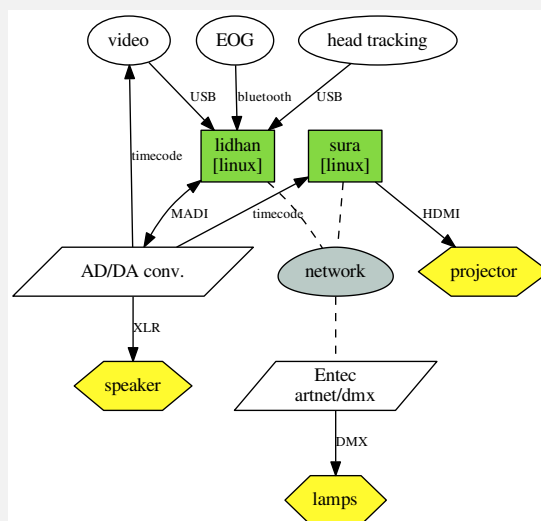 video
EOG
head tracking
USB
bluetooth
USB
lidhan
[linux]
sura
[linux]
timecode
MADI
timecode
HDMI
AD/DA conv.
network
projector
XLR
speaker
Entec
artnet/dmx
DMX
lamps